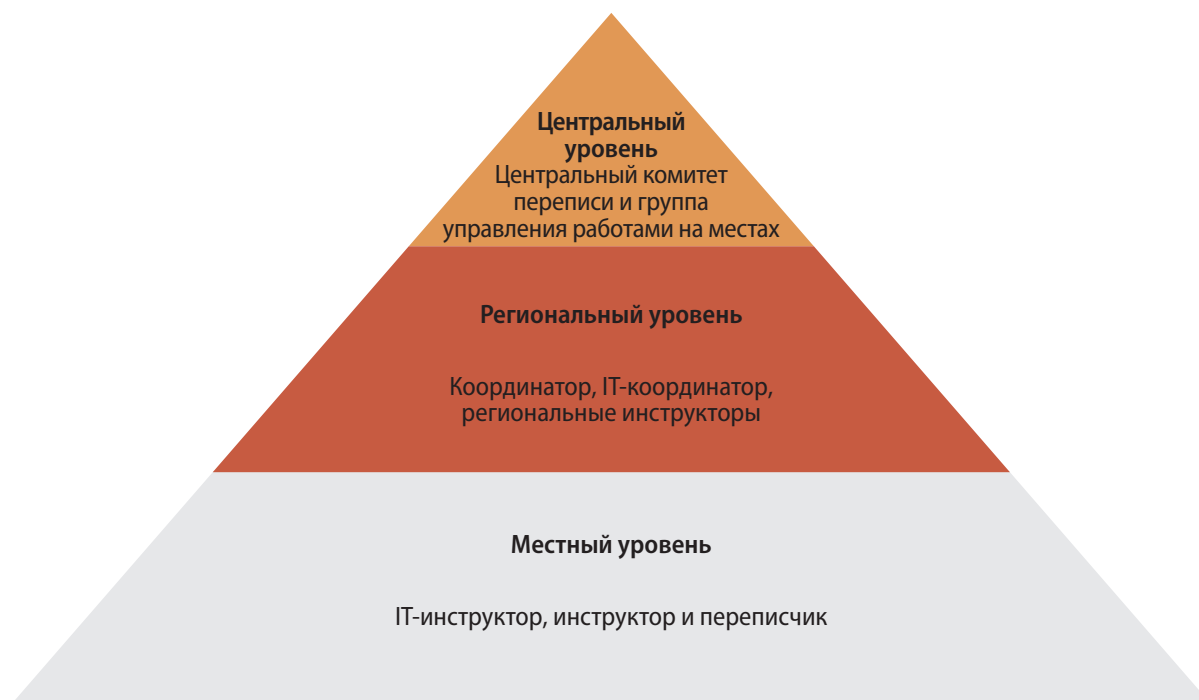 Центральный
уровень
Центральный комитет
переписи и группа
управления работами на местах
Региональный уровень
Координатор, IT-координатор,
региональные инструкторы
Местный уровень
IT-инструктор, инструктор и переписчик